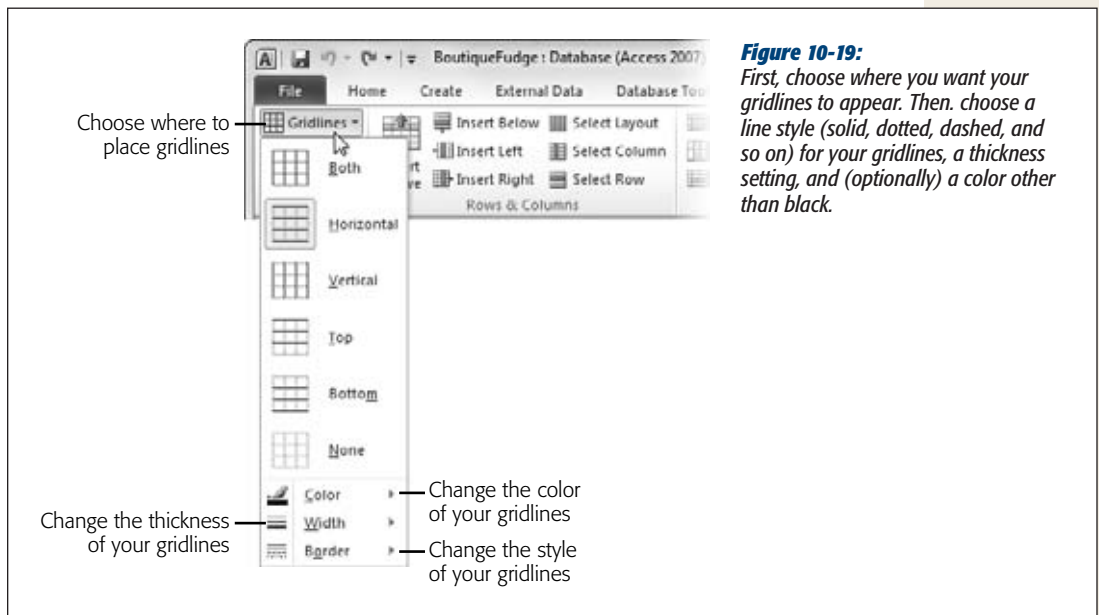 BoutiqueFudge : Database (Access 2007)
File Home Create External Data Database Too
Gridlines Insert Below Select Layout
Insert Left Select Column
Insert Right Select Row
Rows & Columns
Choose where to
place gridlines
Both
Horizontal
Vertical
Top
Bottom
None
Color
Width
Border
Change the color
of your gridlines
Change the thickness
of your gridlines
Change the style
of your gridlines
Figure 10-19:
First, choose where you want your
gridlines to appear. Then. choose a
line style (solid, dotted, dashed, and
so on) for your gridlines, a thickness
setting, and (optionally) a color other
than black.